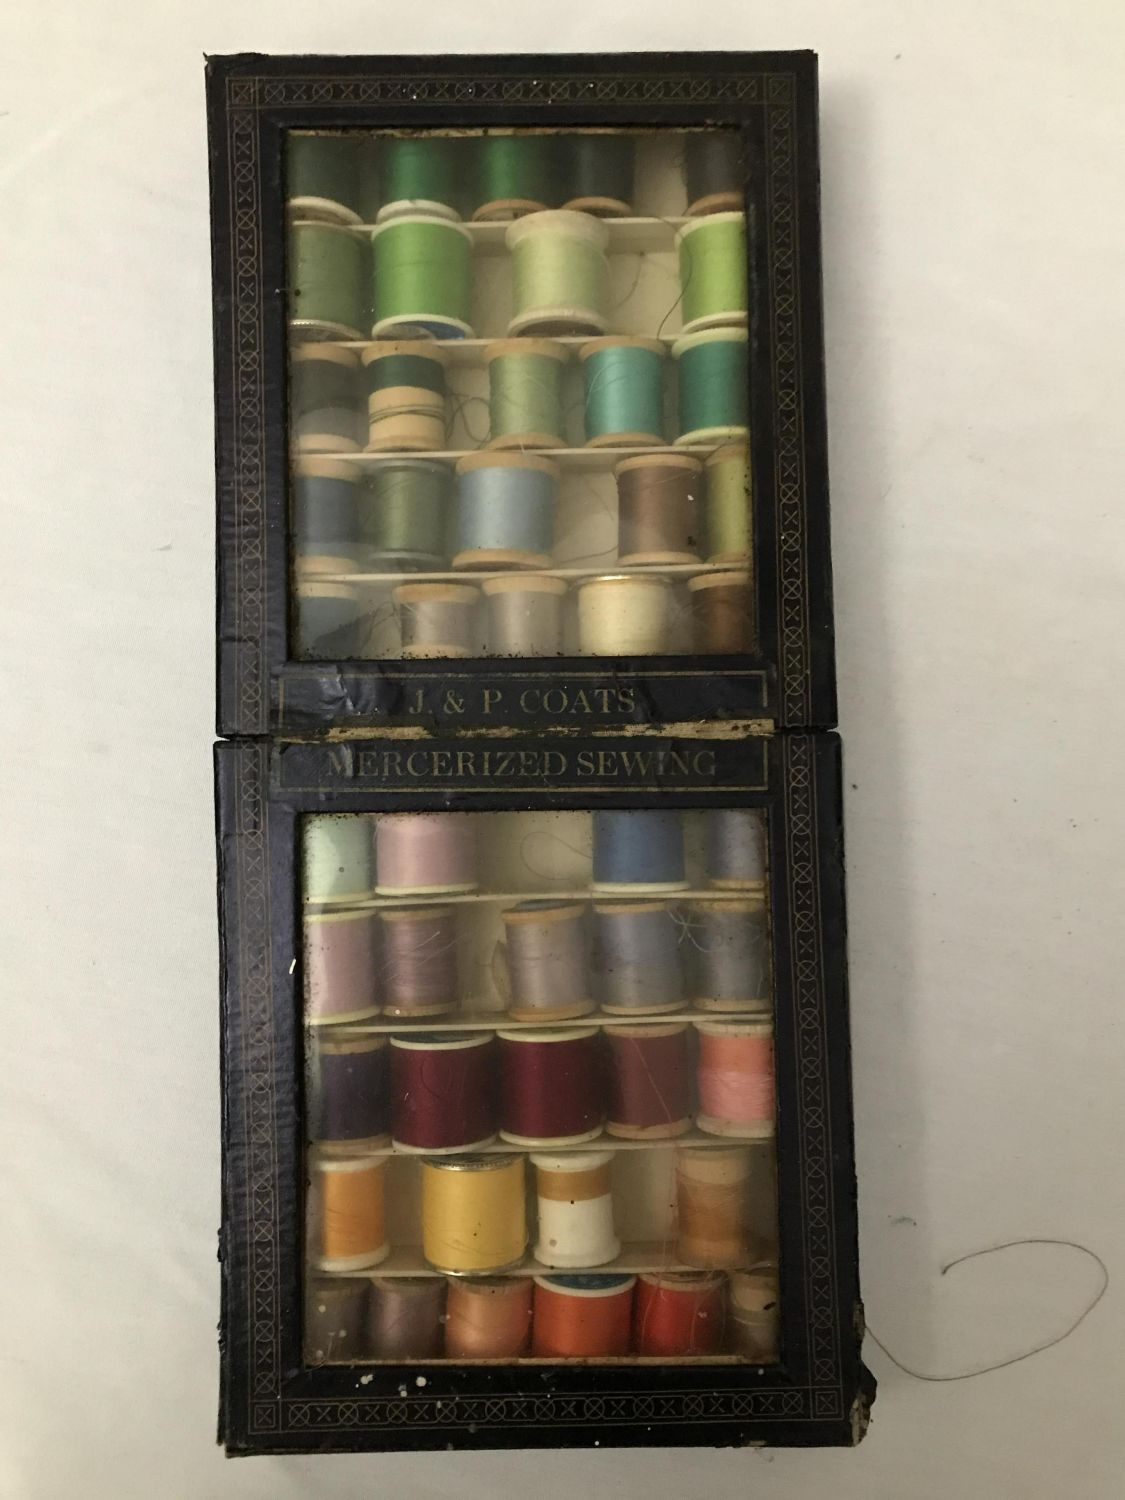 J. & P. COATS
MERCERIZED SEWING